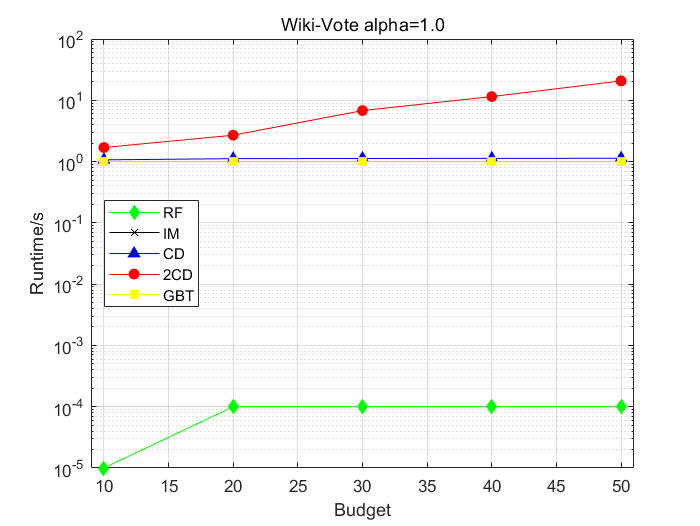 Wiki-Vote alpha=1.0
10^2
10^1
10^0
10^-1
10^-2
10^-3
10^-4
10^-5
Runtime/s
RF
IM
CD
2CD
GBT
10 15 20 25 30 35 40 45 50
Budget